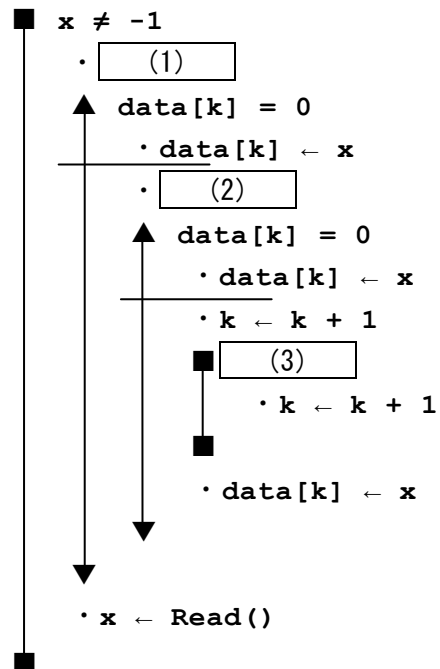 x ≠ -1
・ (1)
data[k] = 0
・data[k] ← x
・ (2)
data[k] = 0
・data[k] ← x
・k ← k + 1
(3)
・k ← k + 1
・data[k] ← x
・x ← Read()